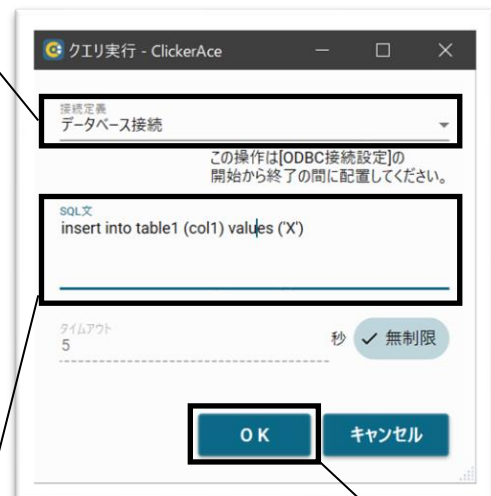 クエリ実行 - ClickerAce
接続定義
データベース接続
この操作は[ODBC接続設定]の
開始から終了の間に配置してください。
SQL文
insert into table1 (col1) values ('X')
タイムアウト
5
秒
無制限
OK
キャンセル